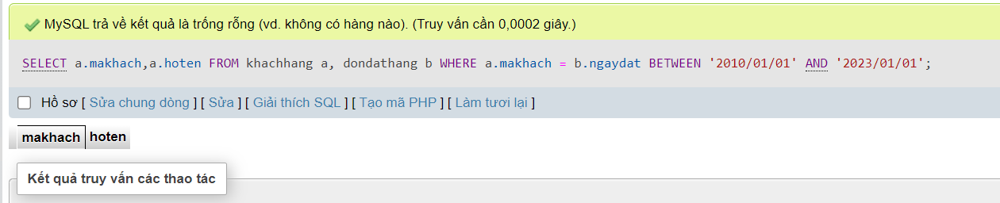 MySQL trả về kết quả là trống rỗng (vd. không có hàng nào). (Truy vấn cần 0,0002 giây.)
SELECT a.makhach,a.hoten FROM khachhang a, dondathang b WHERE a.makhach = b.ngaydat BETWEEN '2010/01/01' AND '2023/01/01';
Hồ sơ [ Sửa chung dòng ] [ Sửa ] [ Giải thích SQL ] [ Tạo mã PHP ] [ Làm tươi lại ]
makhach hoten
Kết quả truy vấn các thao tác